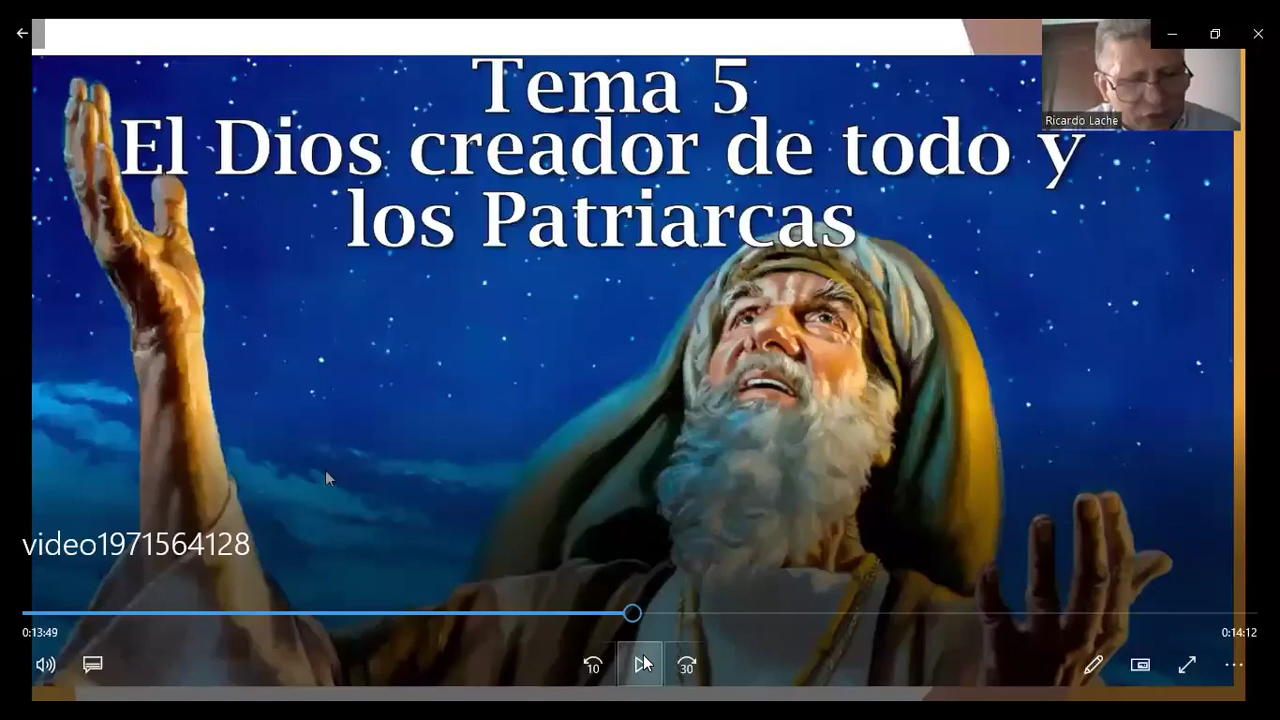 Tema 5
El Dios creador de todo y
los Patriarcas
Ricardo Lache
video1971564128
0:13:49
0:14:12
10
30